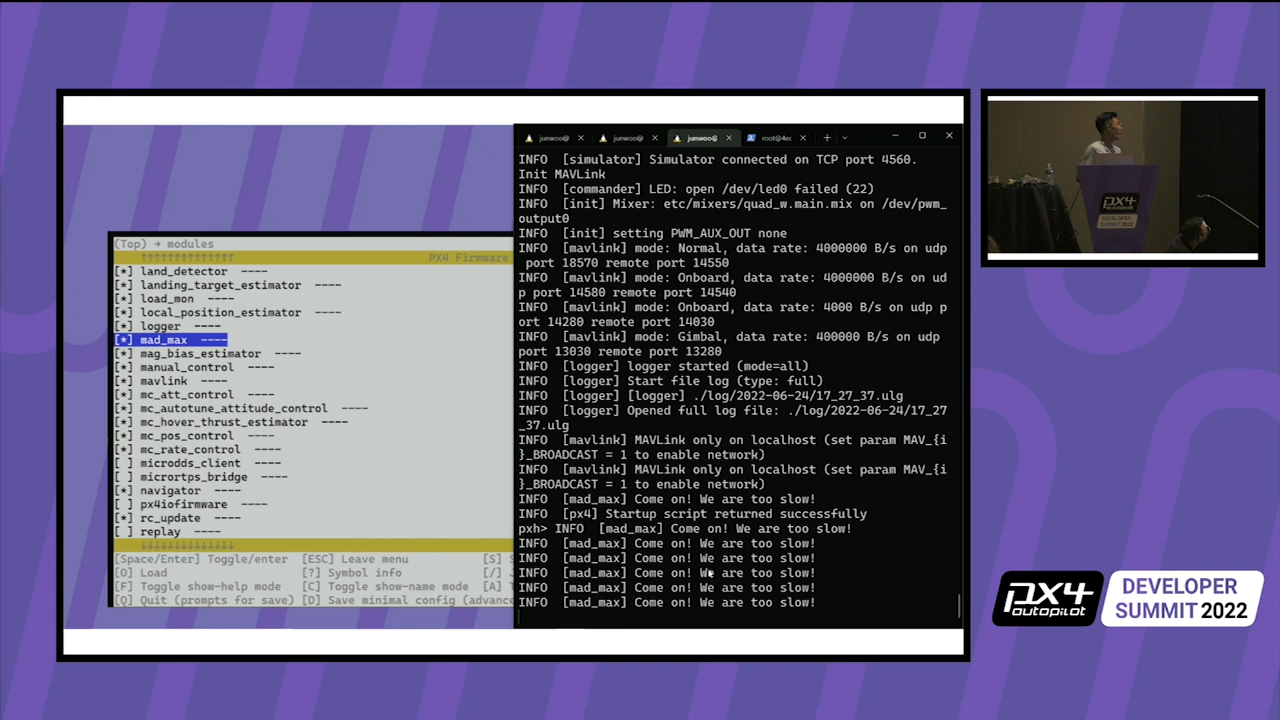 (Top) → modules
↑↑↑↑↑↑↑↑↑↑↑↑↑↑ PX4 Firmware
[*] land_detector ----
[*] landing_target_estimator ----
[*] load_mon ----
[*] local_position_estimator ----
[*] logger ----
[*] mad_max ----
[*] mag_bias_estimator ----
[*] manual_control ----
[*] mavlink ----
[*] mc_att_control ----
[*] mc_autotune_attitude_control ----
[*] mc_hover_thrust_estimator ----
[*] mc_pos_control ----
[*] mc_rate_control ----
[ ] microdds_client ----
[ ] micrortps_bridge ----
[*] navigator ----
[ ] px4iofirmware ----
[*] rc_update ----
[ ] replay ----
↓↓↓↓↓↓↓↓↓↓↓↓↓↓
[Space/Enter] Toggle/enter [ESC] Leave menu [S]
[O] Load [?] Symbol info [/]
[F] Toggle show-help mode [C] Toggle show-name mode [A]
[Q] Quit (prompts for save) [D] Save minimal config (advance
junwoo@ junwoo@ junwoo@ root@4ec
INFO [simulator] Simulator connected on TCP port 4560.
Init MAVLink
INFO [commander] LED: open /dev/led0 failed (22)
INFO [init] Mixer: etc/mixers/quad_w.main.mix on /dev/pwm_
output0
INFO [init] setting PWM_AUX_OUT none
INFO [mavlink] mode: Normal, data rate: 4000000 B/s on udp
port 18570 remote port 14550
INFO [mavlink] mode: Onboard, data rate: 4000000 B/s on ud
p port 14580 remote port 14540
INFO [mavlink] mode: Onboard, data rate: 4000 B/s on udp p
ort 14280 remote port 14030
INFO [mavlink] mode: Gimbal, data rate: 400000 B/s on udp
port 13030 remote port 13280
INFO [logger] logger started (mode=all)
INFO [logger] Start file log (type: full)
INFO [logger] [logger] ./log/2022-06-24/17_27_37.ulg
INFO [logger] Opened full log file: ./log/2022-06-24/17_27
_37.ulg
INFO [mavlink] MAVLink only on localhost (set param MAV_{i
}_BROADCAST = 1 to enable network)
INFO [mavlink] MAVLink only on localhost (set param MAV_{i
}_BROADCAST = 1 to enable network)
INFO [mad_max] Come on! We are too slow!
INFO [px4] Startup script returned successfully
pxh> INFO [mad_max] Come on! We are too slow!
INFO [mad_max] Come on! We are too slow!
INFO [mad_max] Come on! We are too slow!
INFO [mad_max] Come on! We are too slow!
INFO [mad_max] Come on! We are too slow!
INFO [mad_max] Come on! We are too slow!
PX4
autopilot
DEVELOPER
SUMMIT 2022
PX4
autopilot
DEVELOPER
SUMMIT 2022